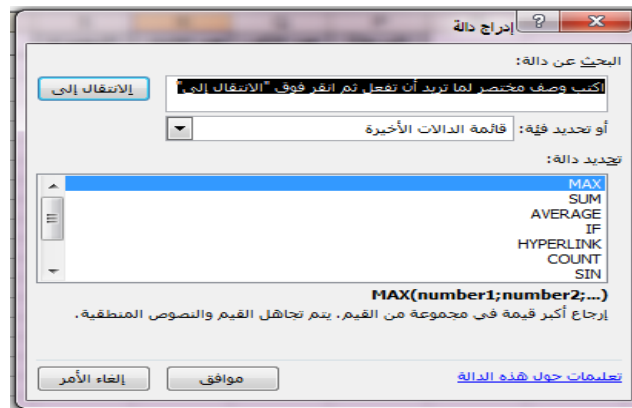 إدراج دالة
البحث عن دالة:
اكتب وصف مختصر لما تريد أن تفعل ثم انقر فوق "الانتقال إلى"
الانتقال إلى
أو تحديد فئة: قائمة الدالات الأخيرة
تحديد دالة:
MAX
SUM
AVERAGE
IF
HYPERLINK
COUNT
SIN
MAX(number1;number2;...)
إرجاع أكبر قيمة في مجموعة من القيم. يتم تجاهل القيم والنصوص المنطقية.
تعليمات حول هذه الدالة
موافق
إلغاء الأمر